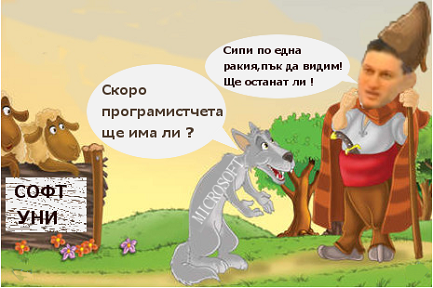 Сипи по една
ракия,пък да видим!
Ще останат ли !
Скоро
програмистчета
ще има ли ?
MICROSOFT
СОФТ
УНИ